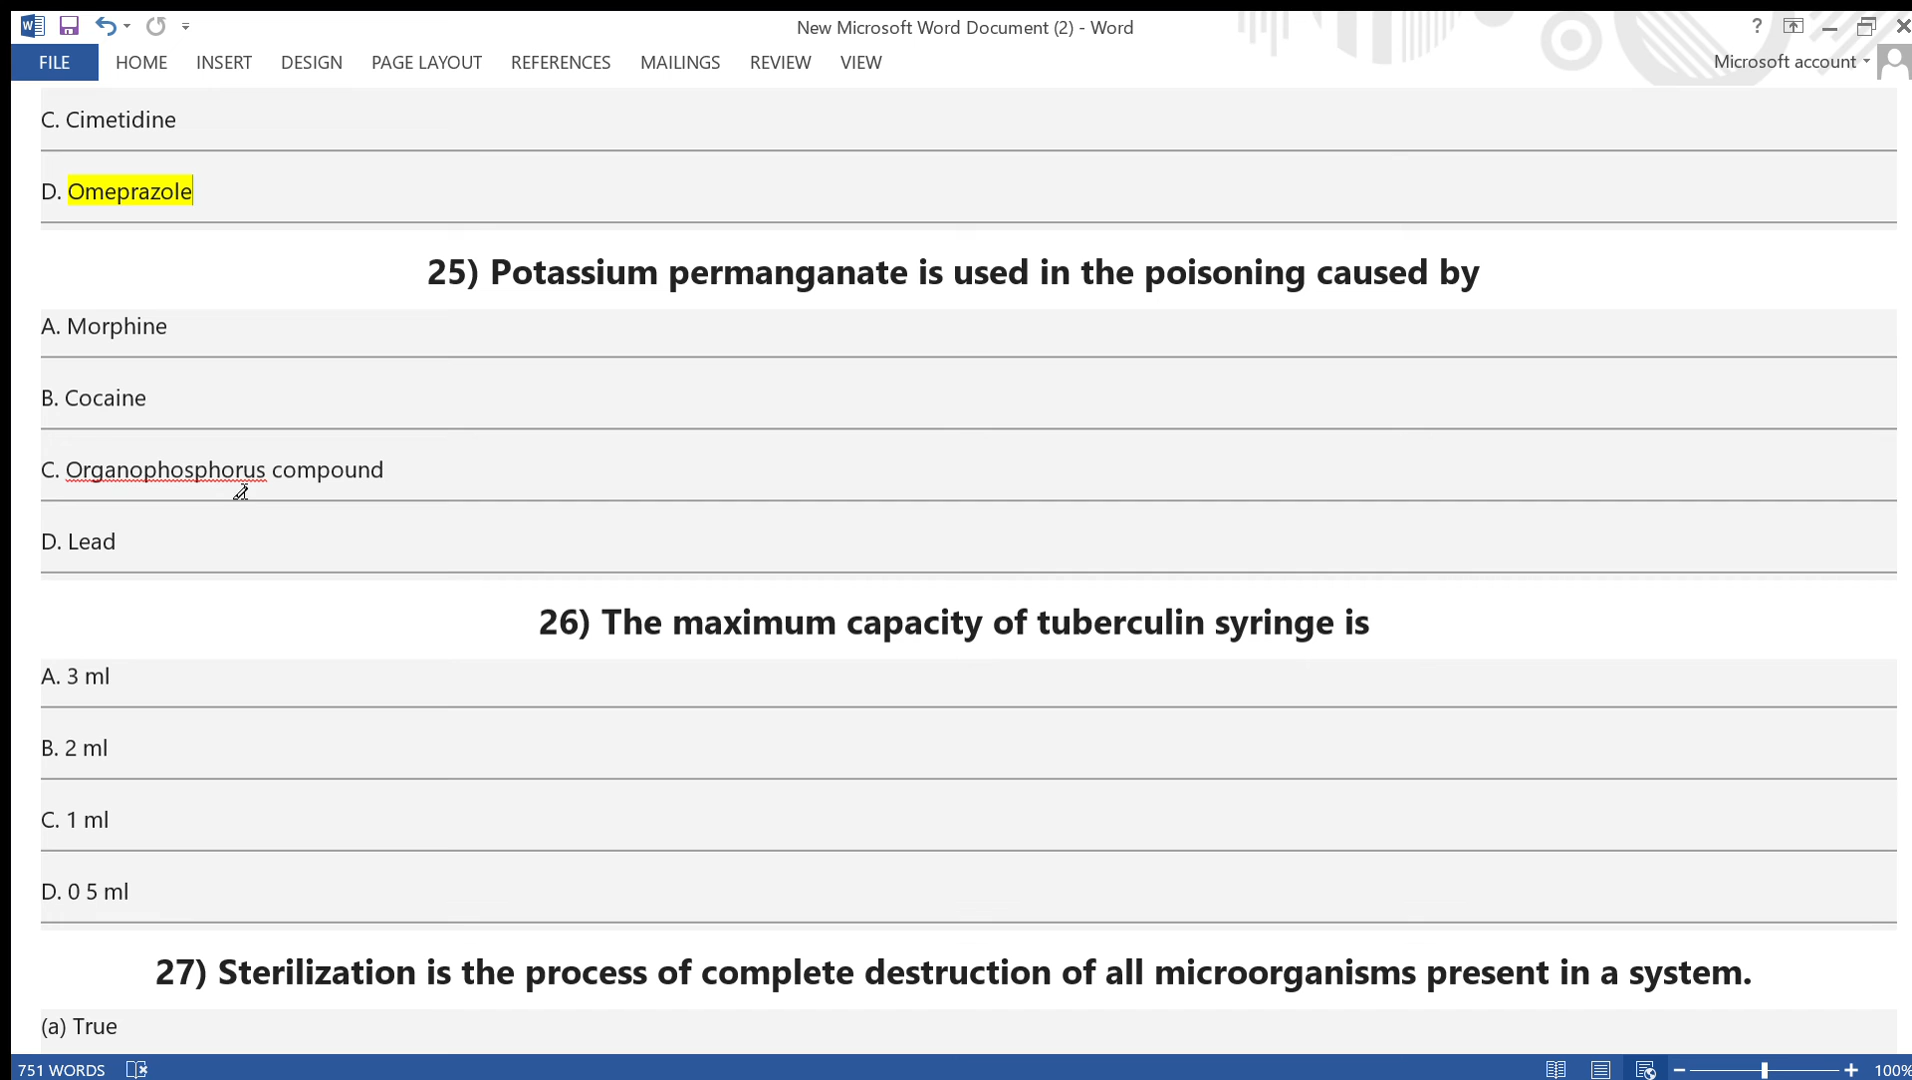 New Microsoft Word Document (2) - Word
?
FILE HOME INSERT DESIGN PAGE LAYOUT REFERENCES MAILINGS REVIEW VIEW Microsoft account
C. Cimetidine
D. Omeprazole
25) Potassium permanganate is used in the poisoning caused by
A. Morphine
B. Cocaine
C. Organophosphorus compound
D. Lead
26) The maximum capacity of tuberculin syringe is
A. 3 ml
B. 2 ml
C. 1 ml
D. 0 5 ml
27) Sterilization is the process of complete destruction of all microorganisms present in a system.
(a) True
751 WORDS 100%